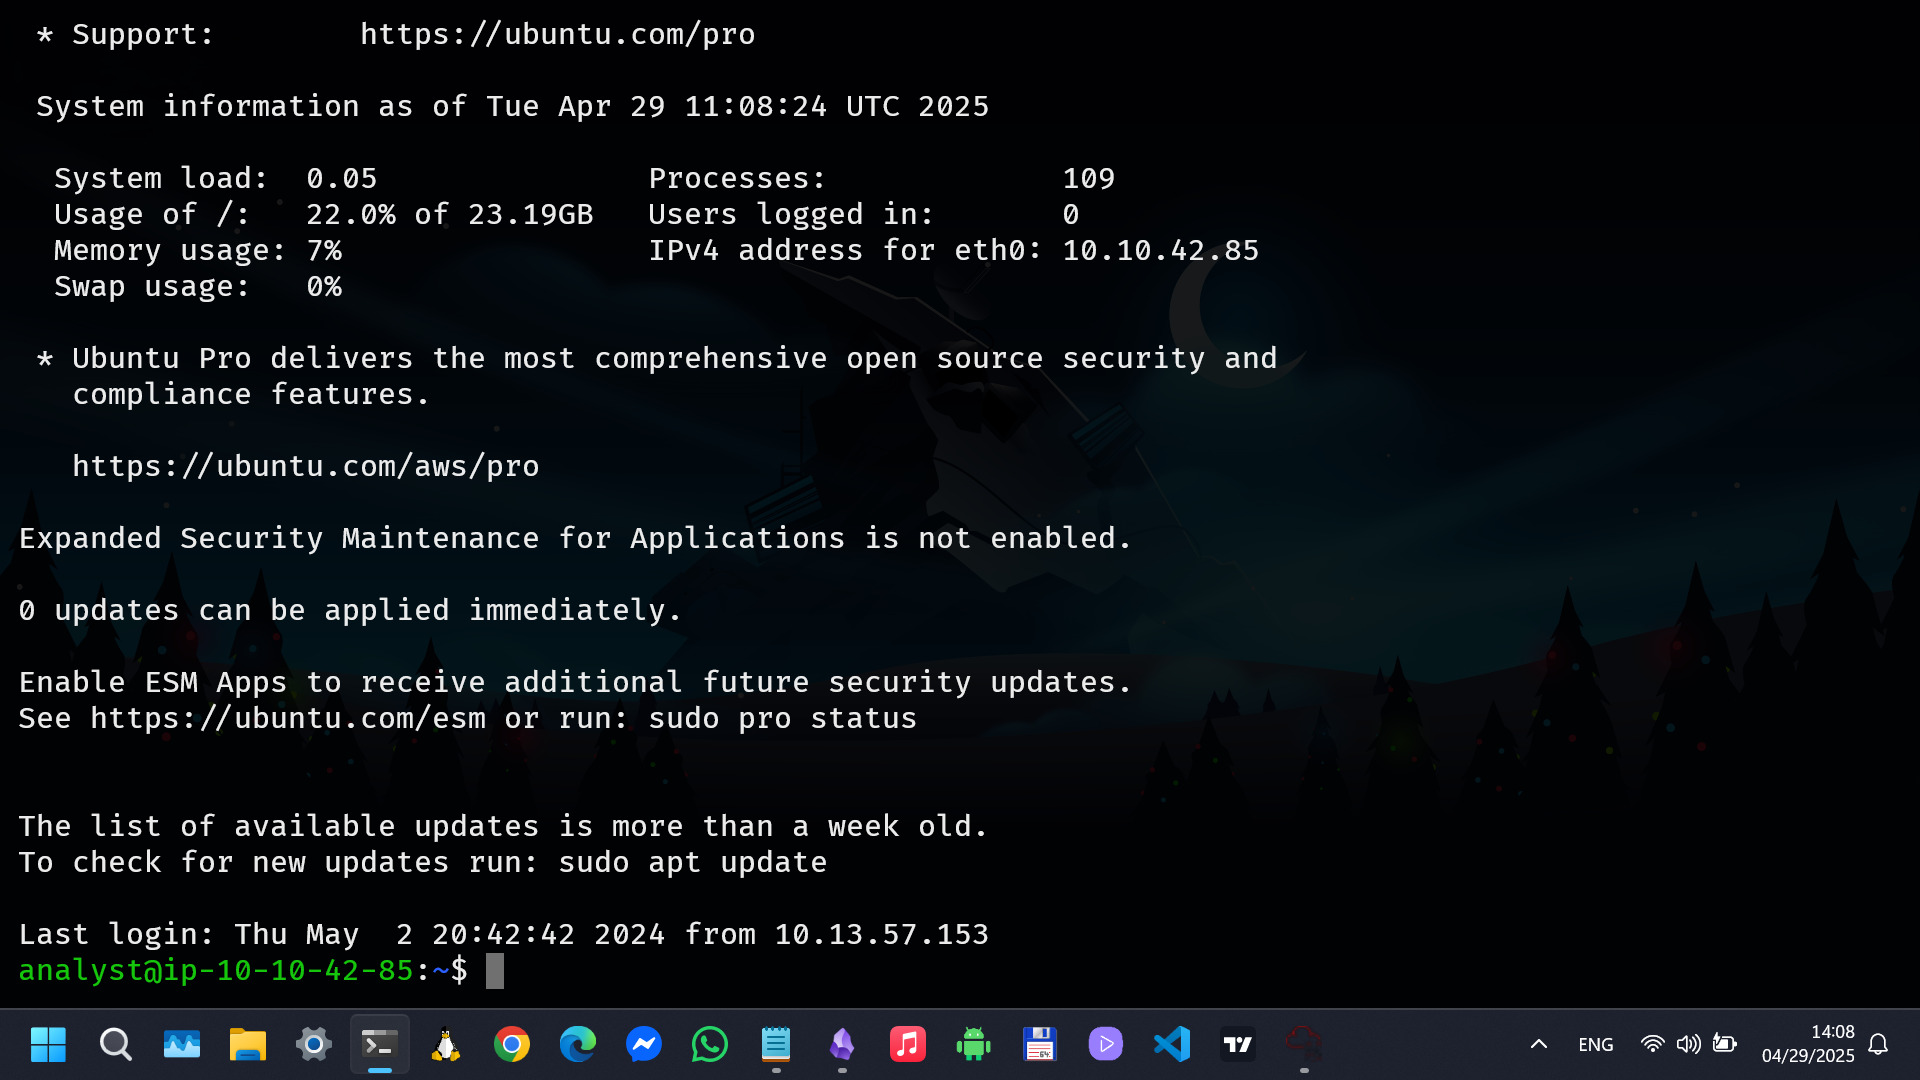 * Support:        https://ubuntu.com/pro
System information as of Tue Apr 29 11:08:24 UTC 2025
System load:  0.05               Processes:             109
Usage of /:   22.0% of 23.19GB   Users logged in:       0
Memory usage: 7%                 IPv4 address for eth0: 10.10.42.85
Swap usage:   0%
* Ubuntu Pro delivers the most comprehensive open source security and
compliance features.
https://ubuntu.com/aws/pro
Expanded Security Maintenance for Applications is not enabled.
0 updates can be applied immediately.
Enable ESM Apps to receive additional future security updates.
See https://ubuntu.com/esm or run: sudo pro status
The list of available updates is more than a week old.
To check for new updates run: sudo apt update
Last login: Thu May  2 20:42:42 2024 from 10.13.57.153
analyst@ip-10-10-42-85:~$
64
ENG
14:08
04/29/2025